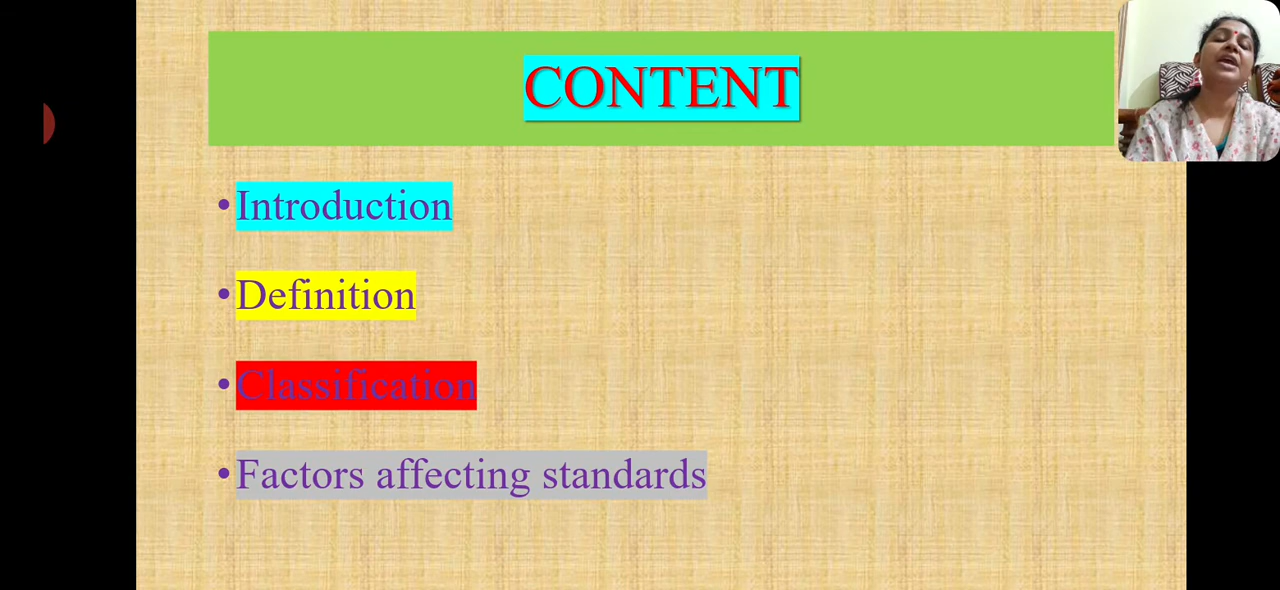 CONTENT
•Introduction
•Definition
•Classification
•Factors affecting standards